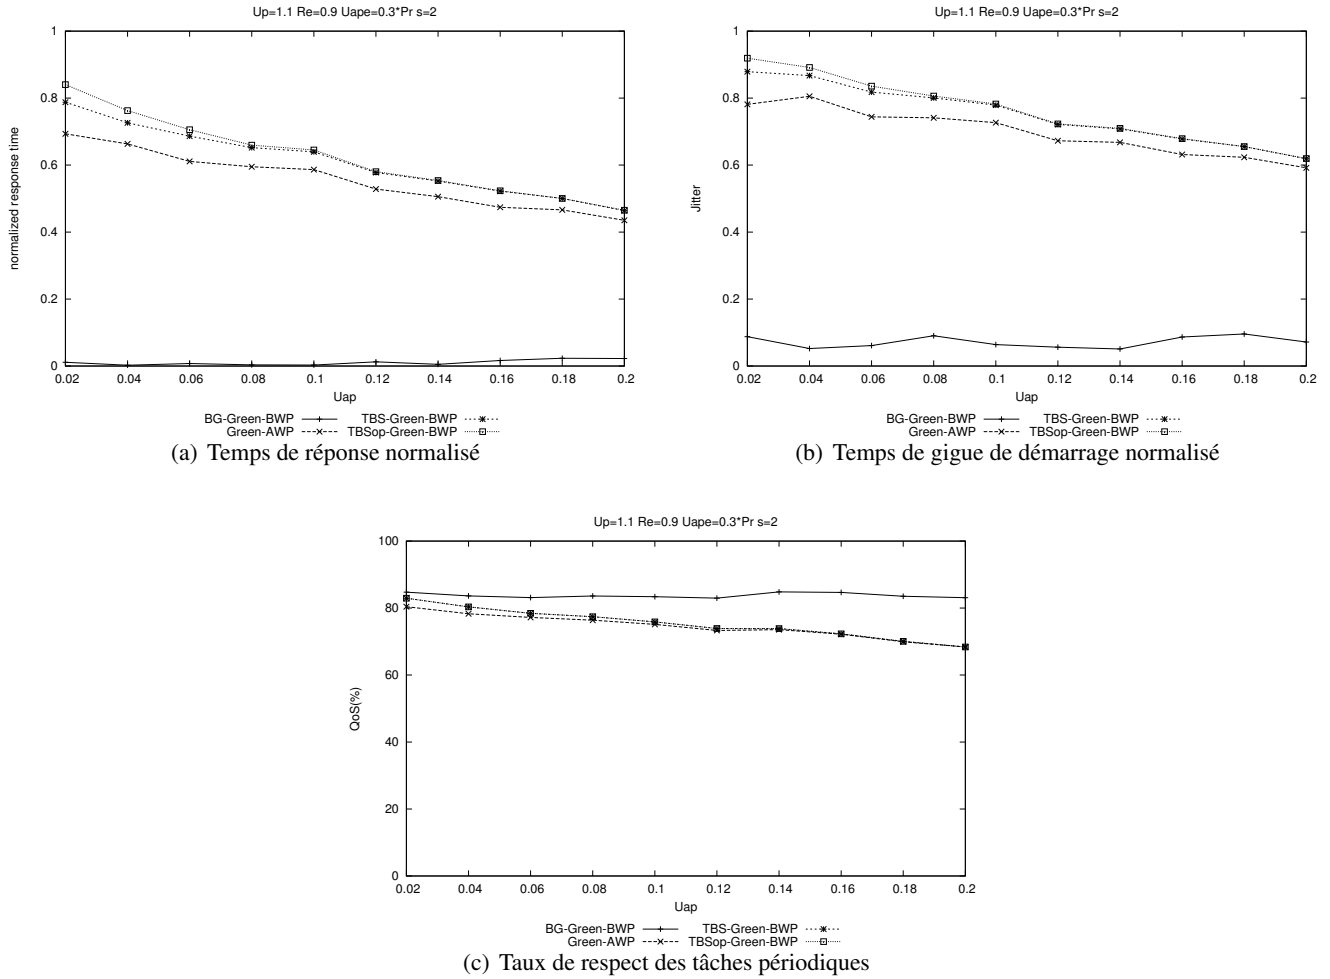 Up=1.1 Re=0.9 Uape=0.3*Pr s=2
1
0.8
0.6
0.4
0.2
0
normalized response time
0.02 0.04 0.06 0.08 0.1 0.12 0.14 0.16 0.18 0.2
Uap
BG-Green-BWP TBS-Green-BWP
Green-AWP TBSop-Green-BWP
(a) Temps de réponse normalisé
Up=1.1 Re=0.9 Uape=0.3*Pr s=2
1
0.8
0.6
0.4
0.2
0
Jitter
0.02 0.04 0.06 0.08 0.1 0.12 0.14 0.16 0.18 0.2
Uap
BG-Green-BWP TBS-Green-BWP
Green-AWP TBSop-Green-BWP
(b) Temps de gigue de démarrage normalisé
Up=1.1 Re=0.9 Uape=0.3*Pr s=2
100
80
60
40
20
0
QoS(%)
0.02 0.04 0.06 0.08 0.1 0.12 0.14 0.16 0.18 0.2
Uap
BG-Green-BWP TBS-Green-BWP
Green-AWP TBSop-Green-BWP
(c) Taux de respect des tâches périodiques